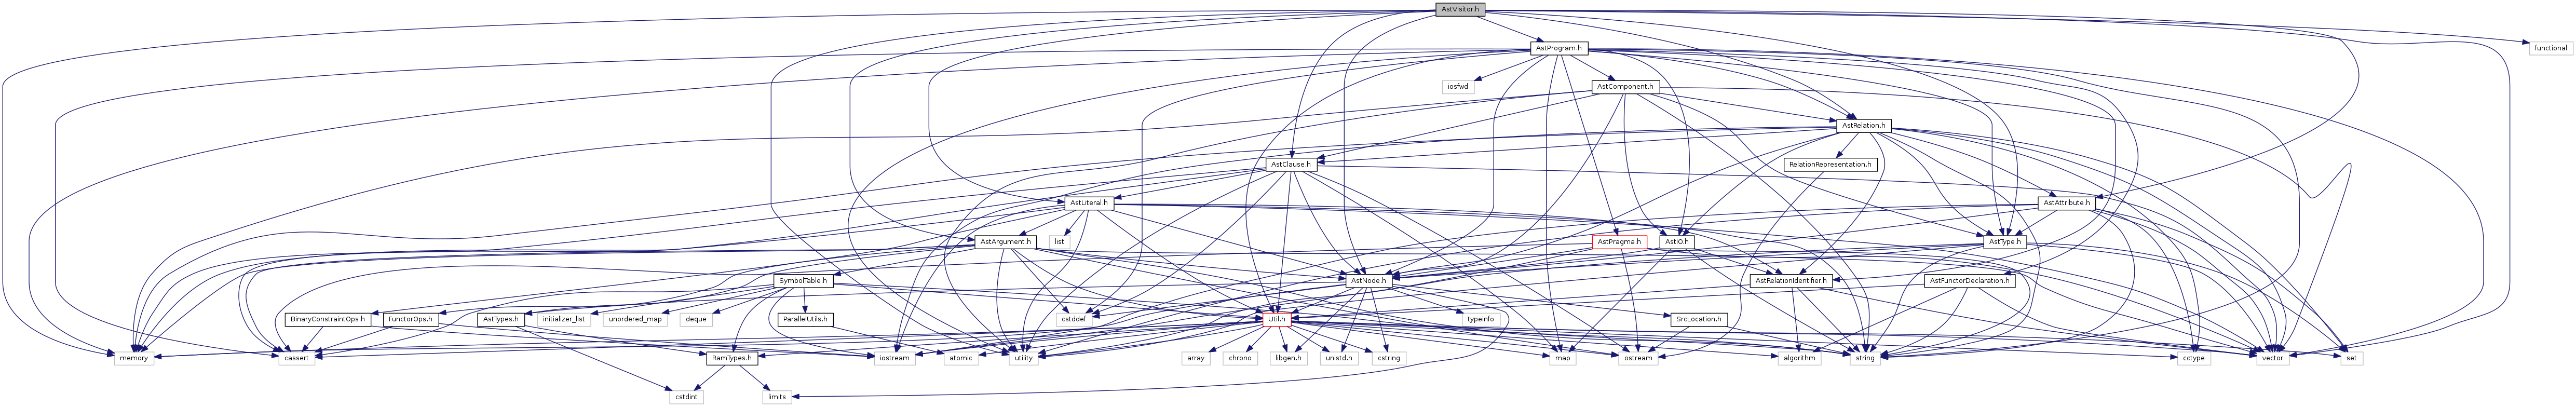 AstVisitor.h
AstProgram.h
functional
iosfwd
AstComponent.h
AstRelation.h
AstClause.h
RelationRepresentation.h
AstLiteral.h
AstAttribute.h
list
AstArgument.h
AstPragma.h
AstIO.h
AstType.h
SymbolTable.h
AstNode.h
AstRelationIdentifier.h
AstFunctorDeclaration.h
BinaryConstraintOps.h
FunctorOps.h
AstTypes.h
initializer_list
unordered_map
deque
ParallelUtils.h
cstddef
Util.h
typeinfo
SrcLocation.h
memory
cassert
RamTypes.h
iostream
atomic
utility
array
chrono
libgen.h
unistd.h
cstring
map
ostream
algorithm
string
cctype
vector
set
cstdint
limits